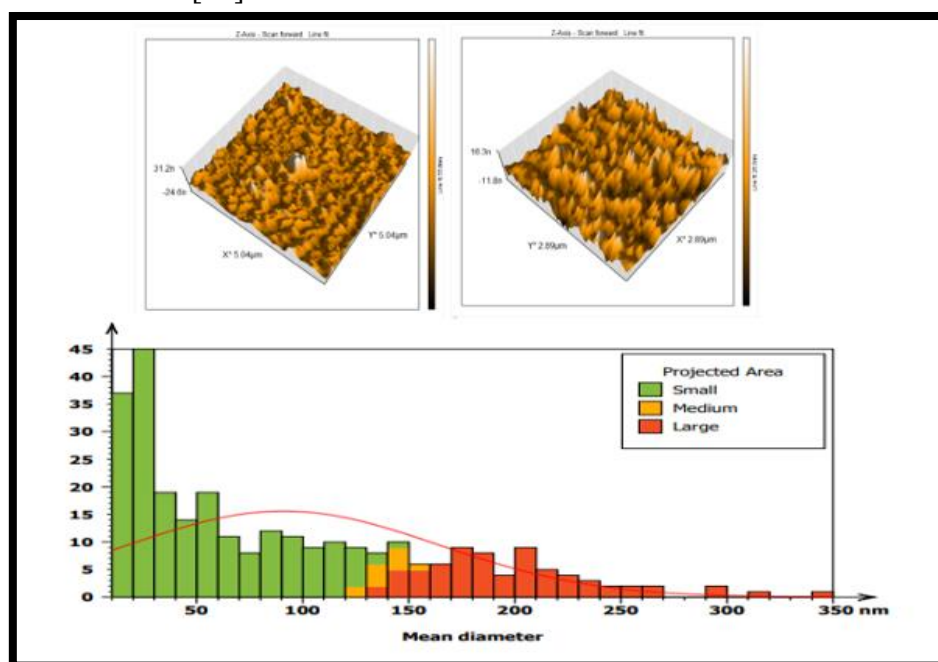 Z-Axis - Scan forward Line fit
31.2n
-24.6n
X* 5.04µm
Y* 5.04µm
Z-Axis - Scan forward Line fit
16.3n
-11.8n
Y* 2.89µm
X* 2.89µm
45
40
35
30
25
20
15
10
5
0
Projected Area
Small
Medium
Large
50 100 150 200 250 300 350 nm
Mean diameter